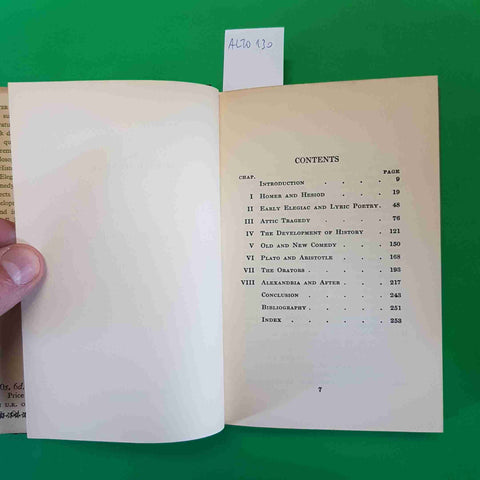 ALTO 130
CONTENTS
CHAP. PAGE
INTRODUCTION . . . . 9
I HOMER AND HESIOD . . . . 19
II EARLY ELEGIAC AND LYRIC POETRY . 48
III ATTIC TRAGEDY . . . . 76
IV THE DEVELOPMENT OF HISTORY . . 121
V OLD AND NEW COMEDY . . . . 150
VI PLATO AND ARISTOTLE . . . . 168
VII THE ORATORS . . . . . 193
VIII ALEXANDRIA AND AFTER . . . 217
CONCLUSION . . . . . 243
BIBLIOGRAPHY . . . . . 251
INDEX . . . . . . 253
7
6d.
Price
U.K.